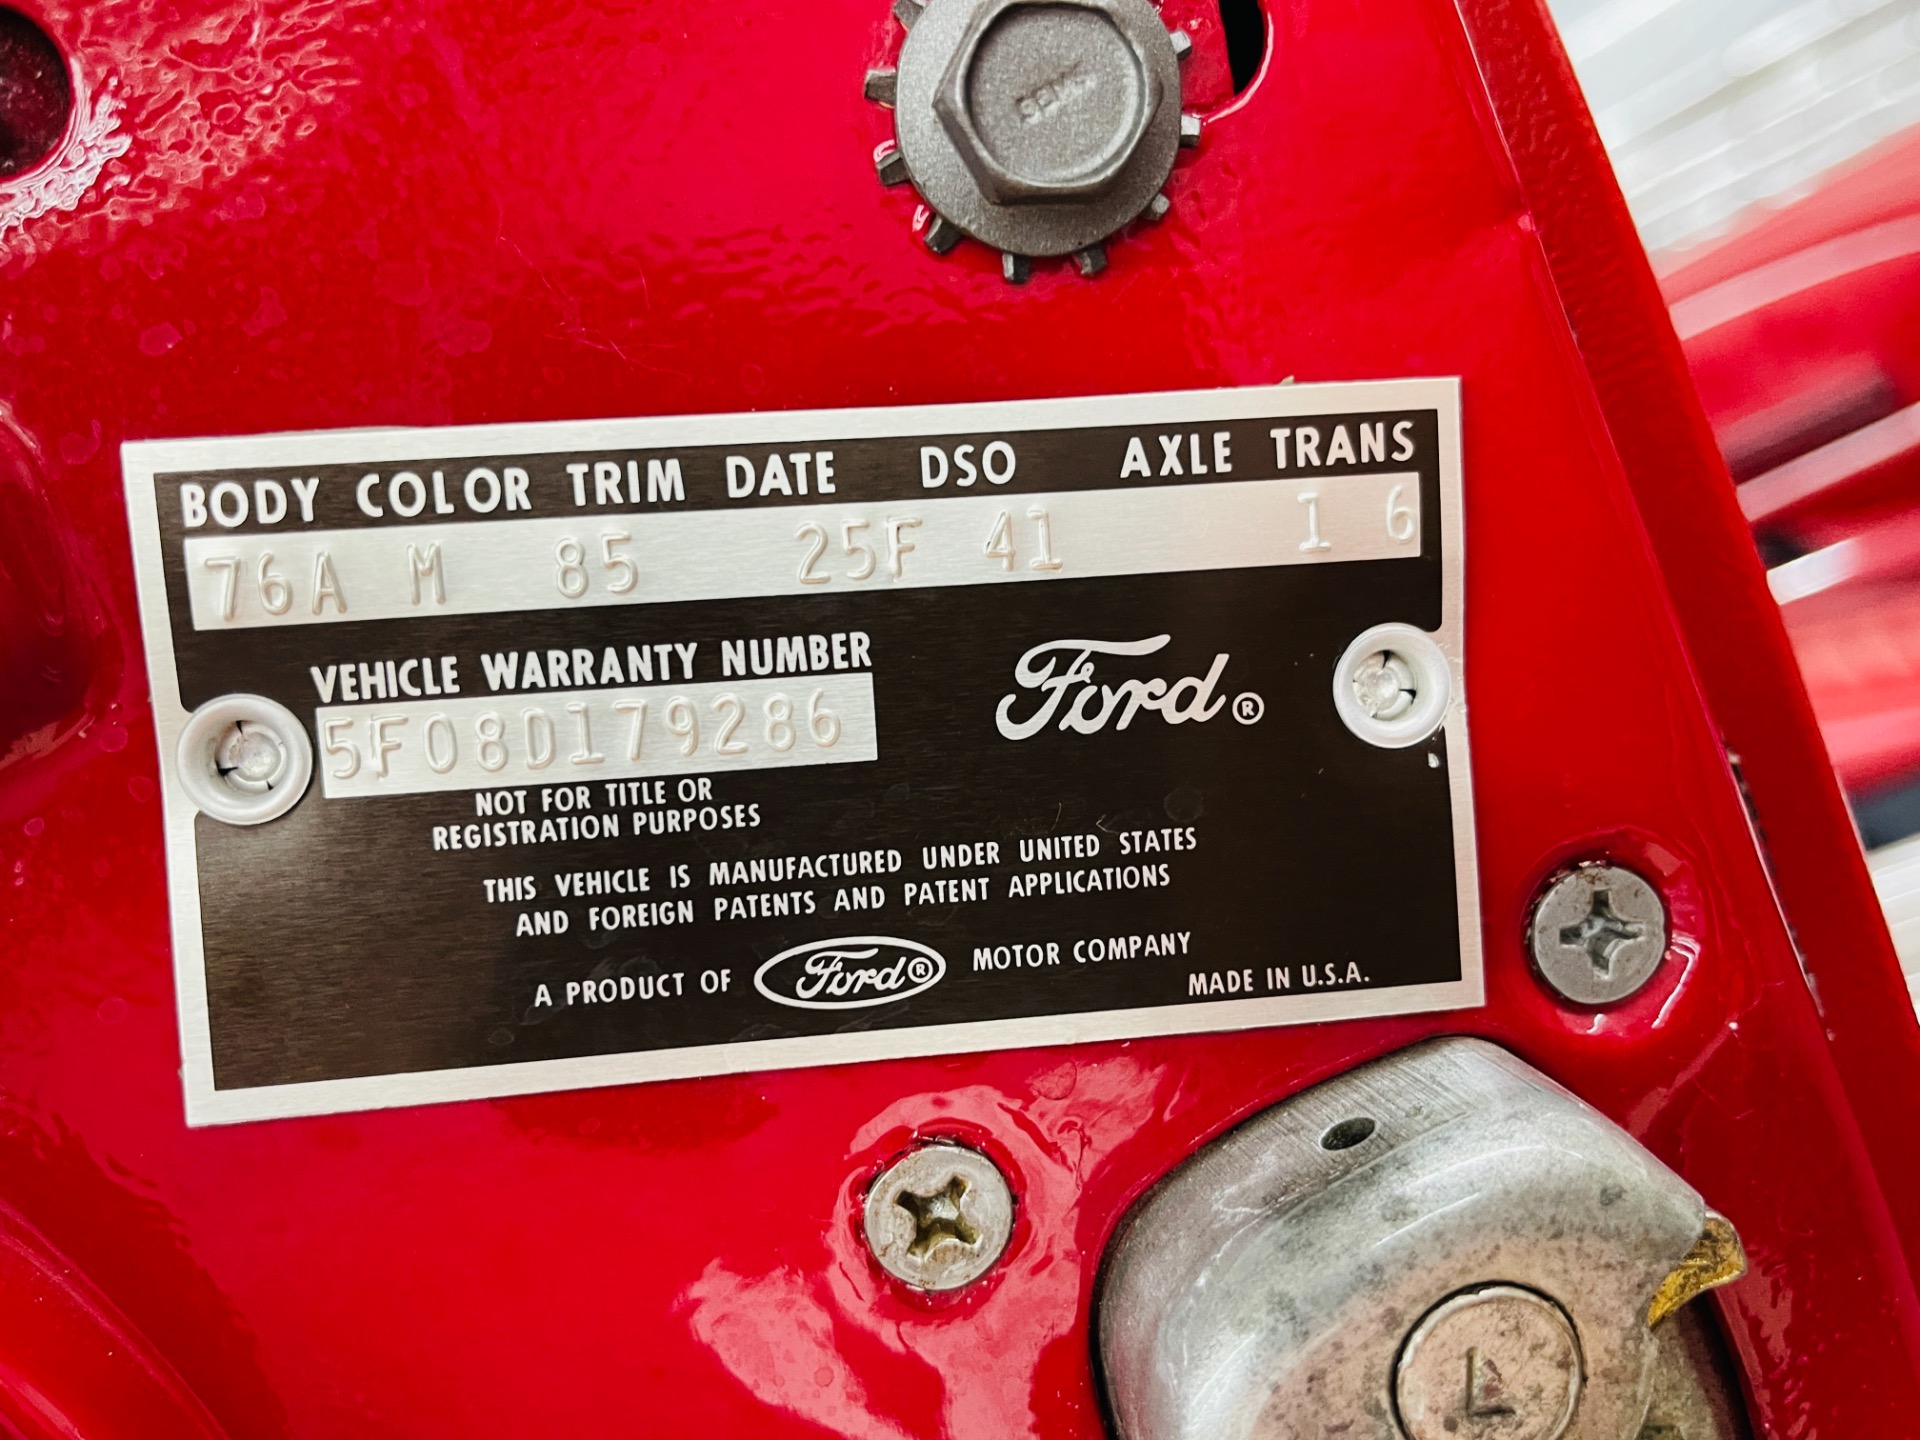 BODY COLOR TRIM DATE DSO AXLE TRANS
76A M 85 25F 41 1 6
VEHICLE WARRANTY NUMBER
5F08D179286
Ford®
NOT FOR TITLE OR
REGISTRATION PURPOSES
THIS VEHICLE IS MANUFACTURED UNDER UNITED STATES
AND FOREIGN PATENTS AND PATENT APPLICATIONS
A PRODUCT OF Ford® MOTOR COMPANY
MADE IN U.S.A.
L